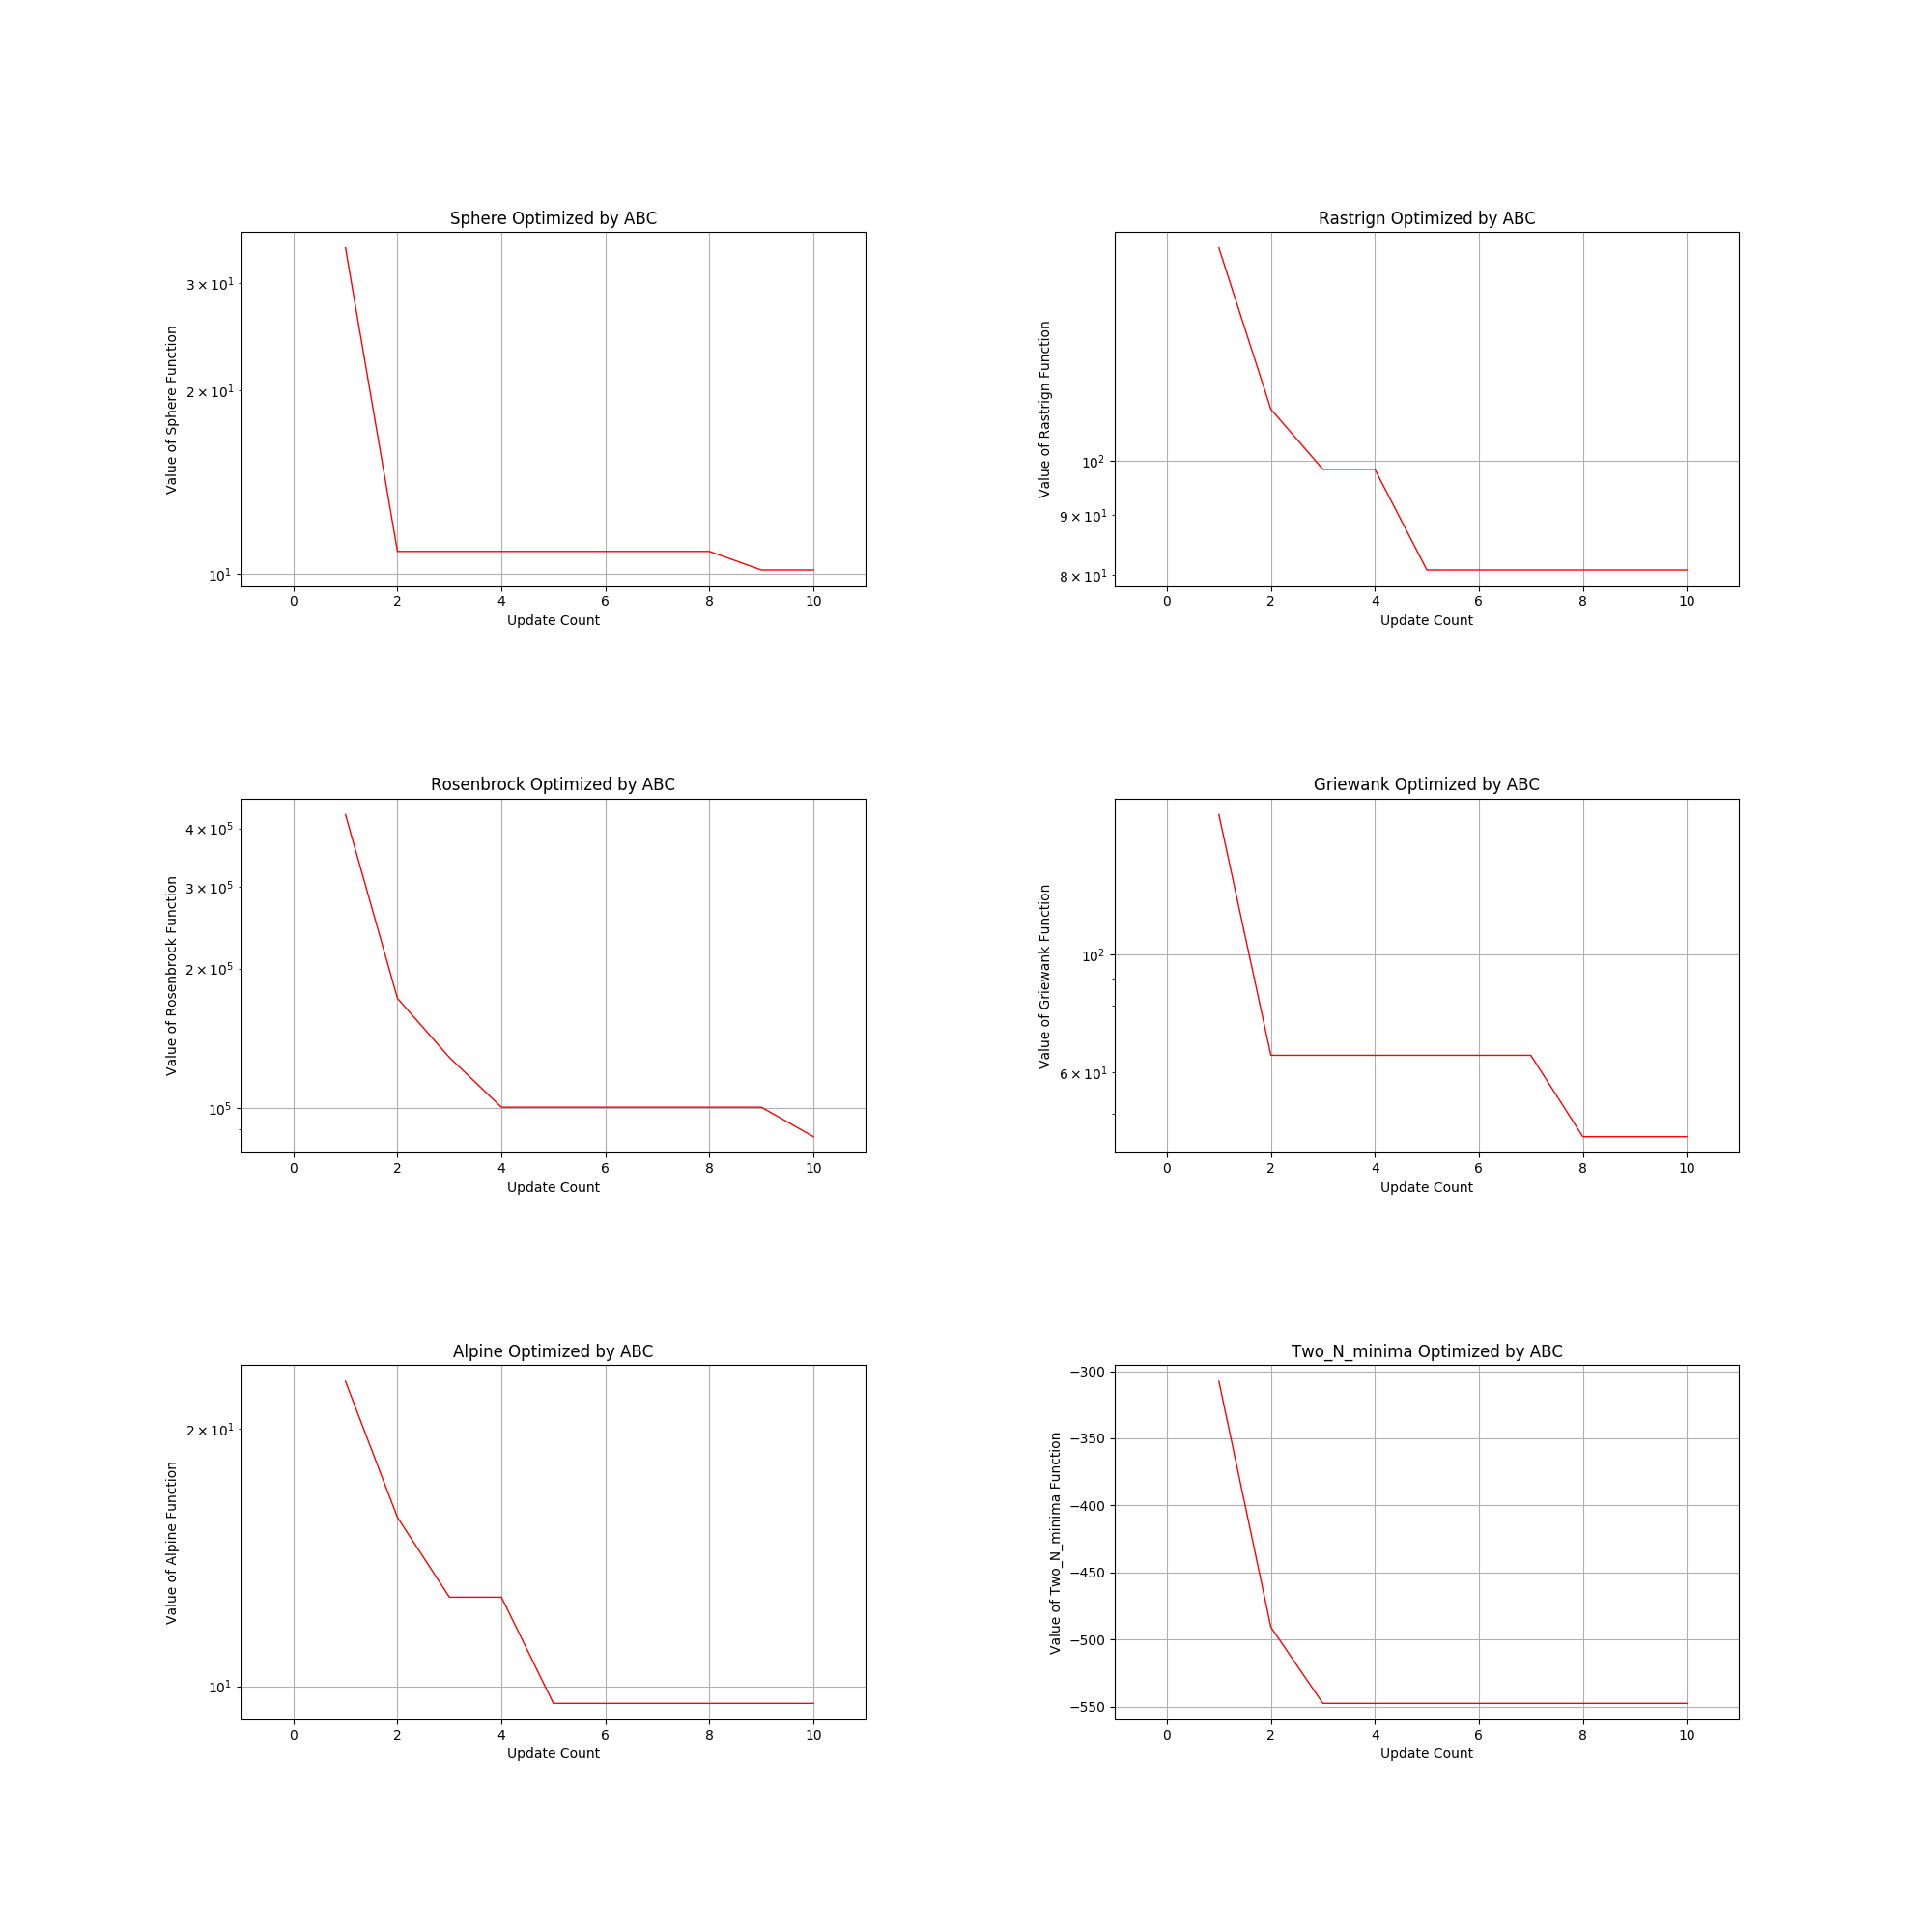 Sphere Optimized by ABC
Value of Sphere Function
3 × 10¹
2 × 10¹
10¹
0 2 4 6 8 10
Update Count
Rastrign Optimized by ABC
Value of Rastrign Function
10²
9 × 10¹
8 × 10¹
0 2 4 6 8 10
Update Count
Rosenbrock Optimized by ABC
Value of Rosenbrock Function
4 × 10⁵
3 × 10⁵
2 × 10⁵
10⁵
0 2 4 6 8 10
Update Count
Griewank Optimized by ABC
Value of Griewank Function
10²
6 × 10¹
0 2 4 6 8 10
Update Count
Alpine Optimized by ABC
Value of Alpine Function
2 × 10¹
10¹
0 2 4 6 8 10
Update Count
Two_N_minima Optimized by ABC
Value of Two_N_minima Function
−300
−350
−400
−450
−500
−550
0 2 4 6 8 10
Update Count